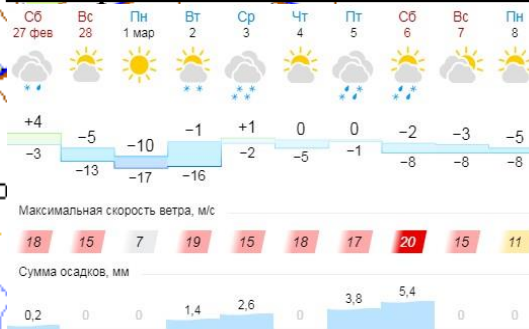 Сб Вс Пн Вт Ср Чт Пт Сб Вс Пн
27 фев 28 1 мар 2 3 4 5 6 7 8
+4 −5 −10 −1 +1 0 0 −2 −3 −5
−3 −13 −17 −16 −2 −5 −1 −8 −8 −8
Максимальная скорость ветра, м/с
18 15 7 19 15 18 17 20 15 11
Сумма осадков, мм
0,2 0 0 1,4 2,6 0 3,8 5,4 0 0